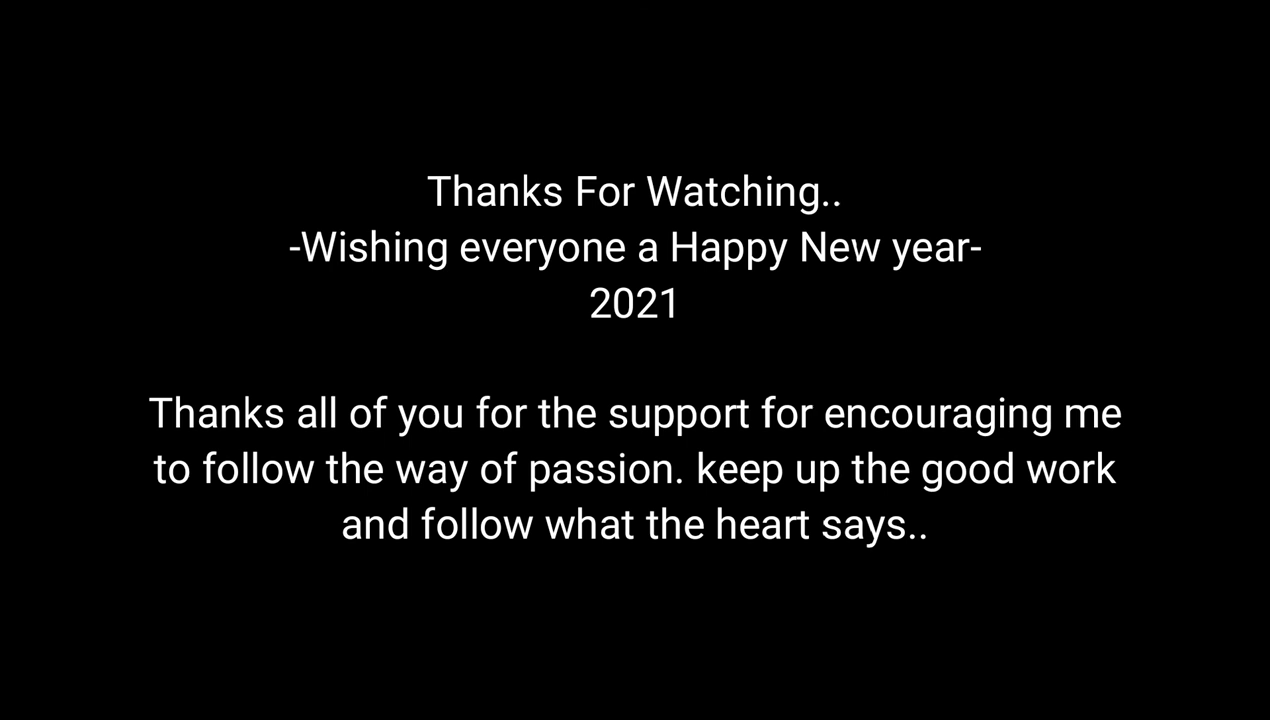 Thanks For Watching..
-Wishing everyone a Happy New year-
2021
Thanks all of you for the support for encouraging me
to follow the way of passion. keep up the good work
and follow what the heart says..